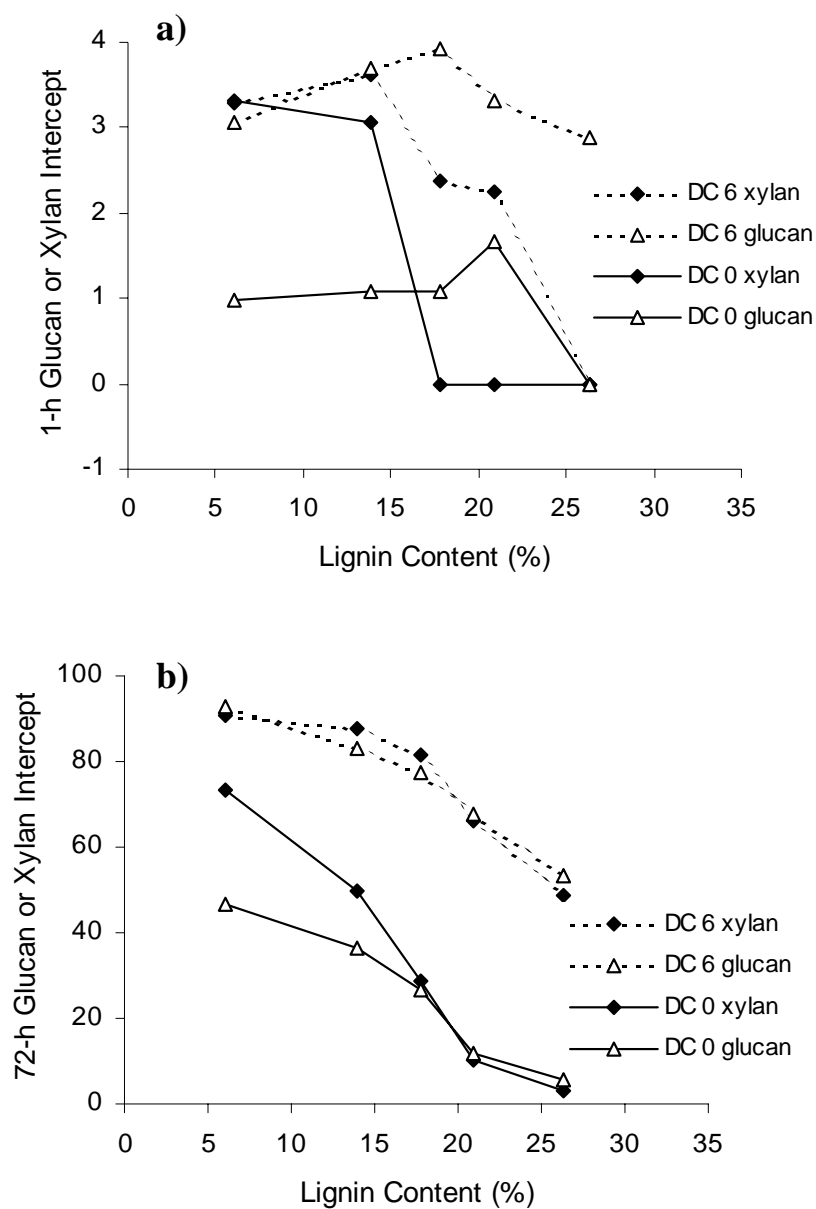 a)
4
3
2
1
0
-1
1-h Glucan or Xylan Intercept
0 5 10 15 20 25 30 35
Lignin Content (%)
DC 6 xylan
DC 6 glucan
DC 0 xylan
DC 0 glucan
b)
100
80
60
40
20
0
72-h Glucan or Xylan Intercept
0 5 10 15 20 25 30 35
Lignin Content (%)
DC 6 xylan
DC 6 glucan
DC 0 xylan
DC 0 glucan